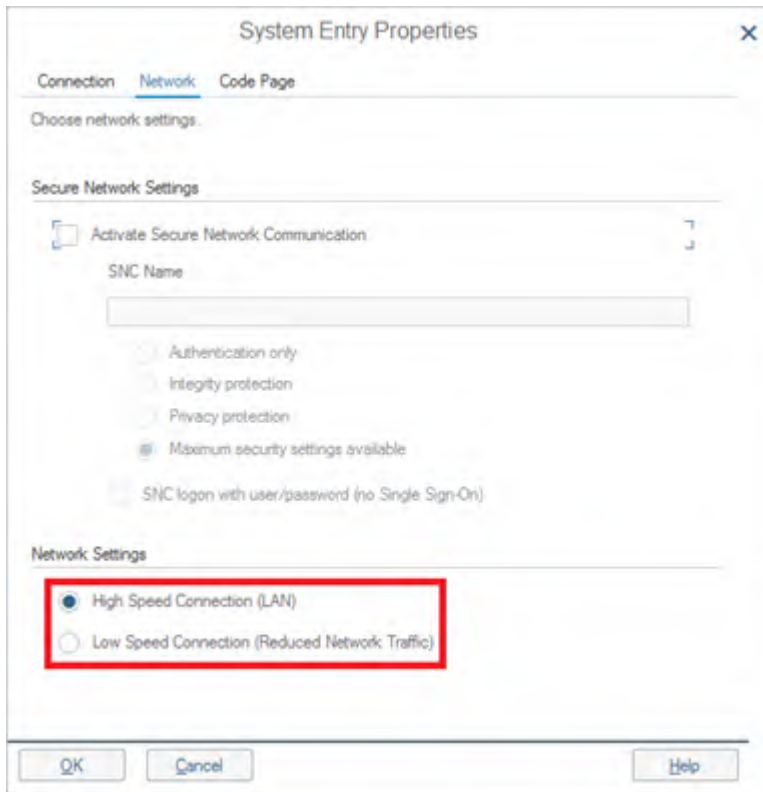 System Entry Properties
Connection Network Code Page
Choose network settings.
Secure Network Settings
Activate Secure Network Communication
SNC Name
Authentication only
Integrity protection
Privacy protection
Maximum security settings available
SNC logon with user/password (no Single Sign-On)
Network Settings
High Speed Connection (LAN)
Low Speed Connection (Reduced Network Traffic)
OK Cancel Help